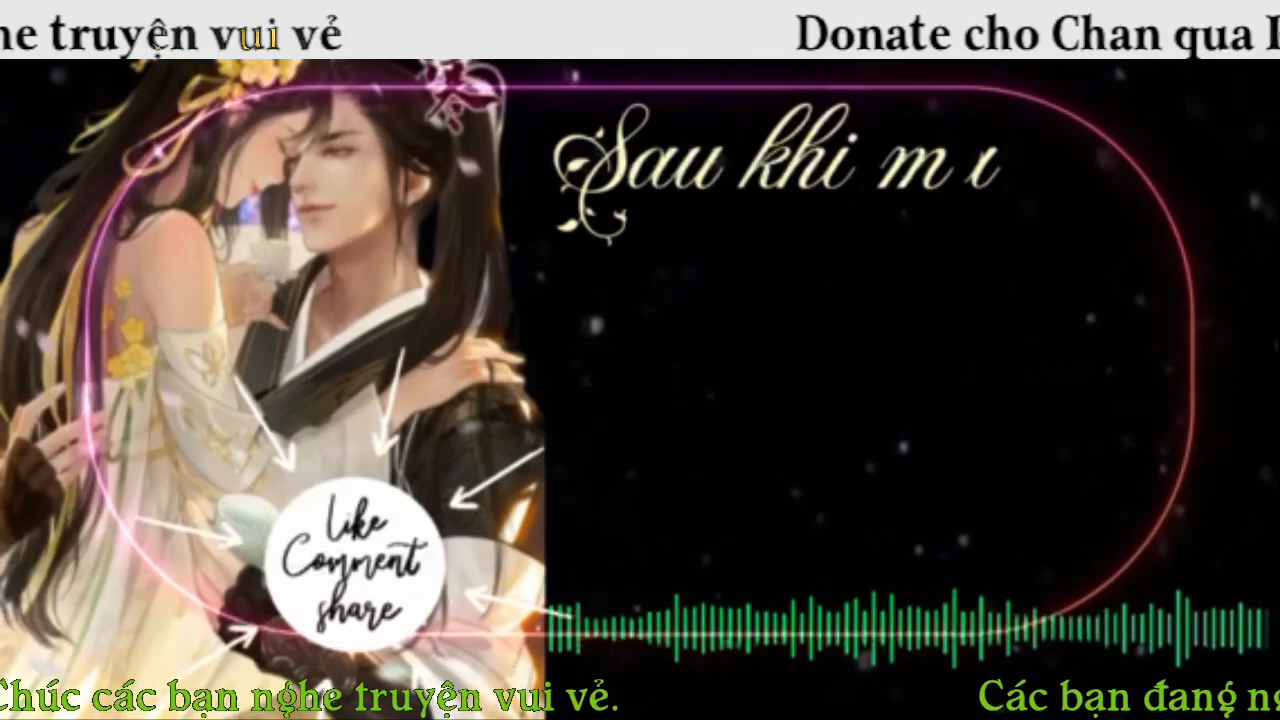 he truyện vui vẻ
Donate cho Chan qua
Sau khi m
like
Comment
share
Chúc các bạn nghe truyện vui vẻ.
Các bạn đang